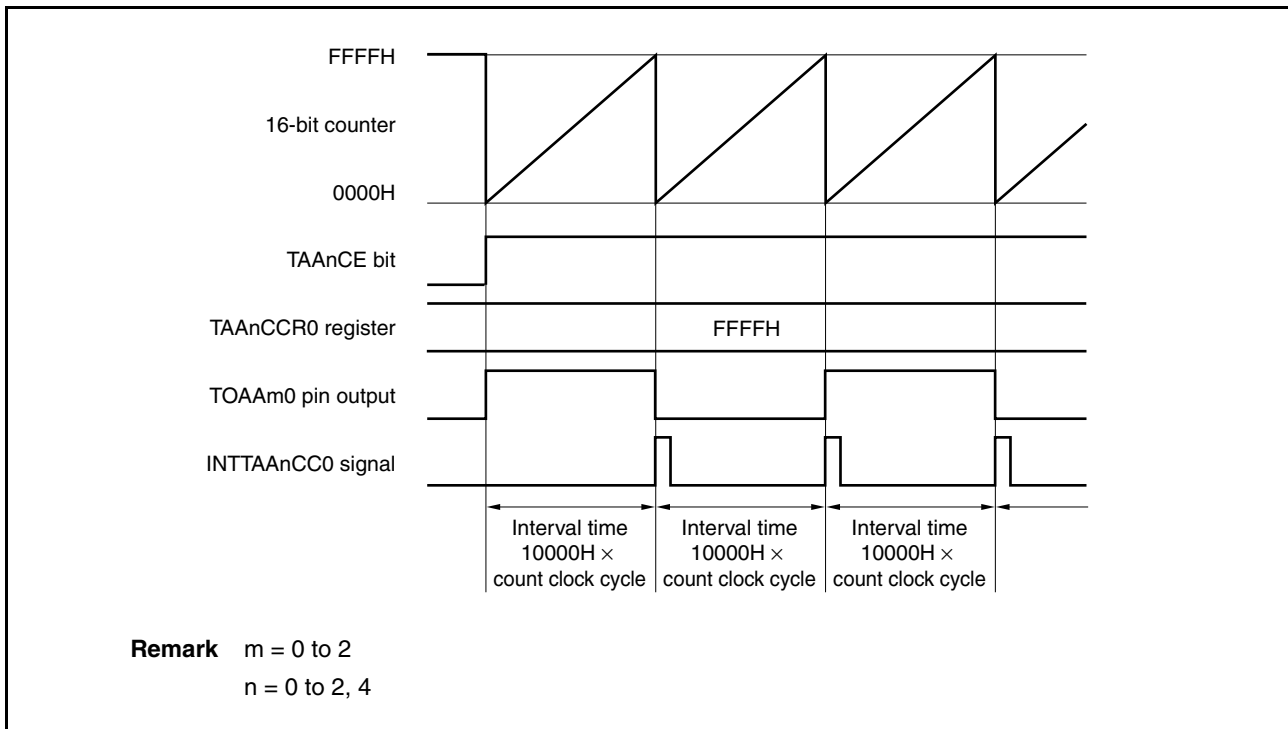 FFFFH
16-bit counter
0000H
TAAnCE bit
TAAnCCR0 register
FFFFH
TOAAm0 pin output
INTTAAnCC0 signal
Interval time
10000H ×
count clock cycle
Interval time
10000H ×
count clock cycle
Interval time
10000H ×
count clock cycle
Remark m = 0 to 2
n = 0 to 2, 4